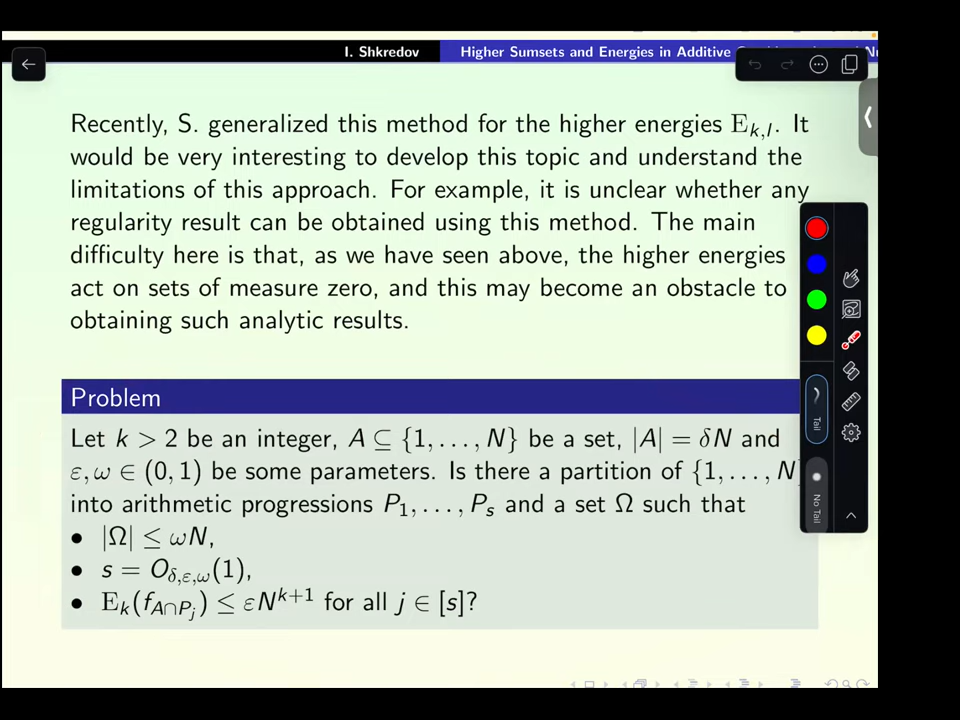 I. Shkredov Higher Sumsets and Energies in Additive
Recently, S. generalized this method for the higher energies E_{k,l}. It
would be very interesting to develop this topic and understand the
limitations of this approach. For example, it is unclear whether any
regularity result can be obtained using this method. The main
difficulty here is that, as we have seen above, the higher energies
act on sets of measure zero, and this may become an obstacle to
obtaining such analytic results.
Problem
Let k > 2 be an integer, A ⊆ {1, . . . , N} be a set, |A| = δN and
ε, ω ∈ (0, 1) be some parameters. Is there a partition of {1, . . . , N
into arithmetic progressions P_1, . . . , P_s and a set Ω such that
• |Ω| ≤ ωN,
• s = O_{δ,ε,ω}(1),
• E_k(f_{A∩P_j}) ≤ εN^{k+1} for all j ∈ [s]?
Tail
No Tail